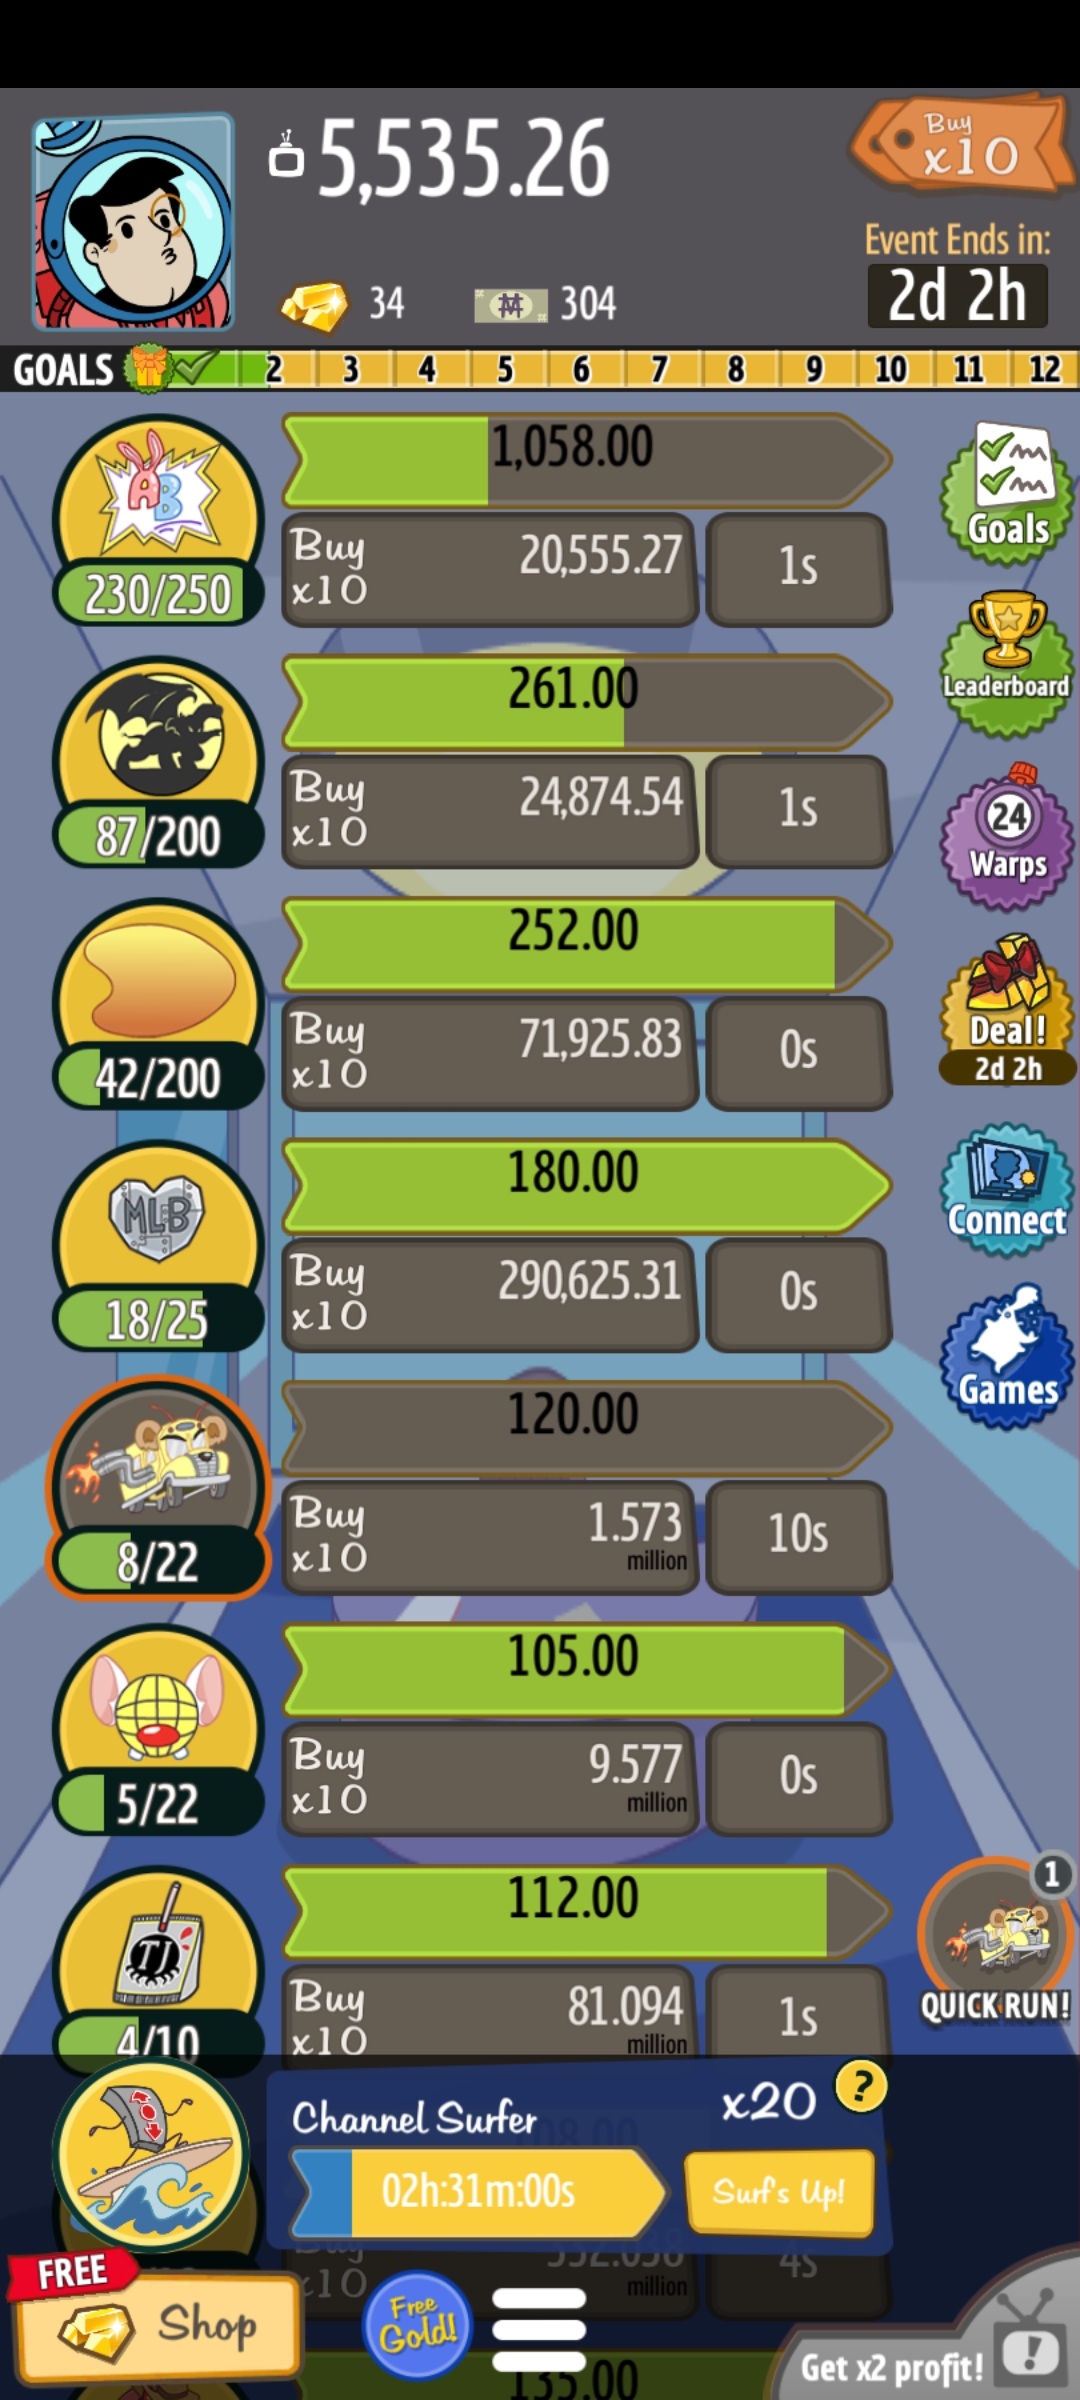 5,535.26
Buy
x10
Event Ends in:
2d 2h
34
304
GOALS 2 3 4 5 6 7 8 9 10 11 12
AB
1,058.00
230/250
Buy
x10
20,555.27
1s
Goals
261.00
87/200
Buy
x10
24,874.54
1s
Leaderboard
252.00
42/200
Buy
x10
71,925.83
0s
24
Warps
Deal!
2d 2h
MLB
180.00
18/25
Buy
x10
290,625.31
0s
Connect
Games
120.00
8/22
Buy
x10
1.573
million
10s
105.00
5/22
Buy
x10
9.577
million
0s
TJ
112.00
4/10
Buy
x10
81.094
million
1s
1
QUICK RUN!
Channel Surfer
x20
?
02h:31m:00s
Surf's Up!
x10
million
4s
FREE
Shop
Free
Gold!
135.00
Get x2 profit!
!